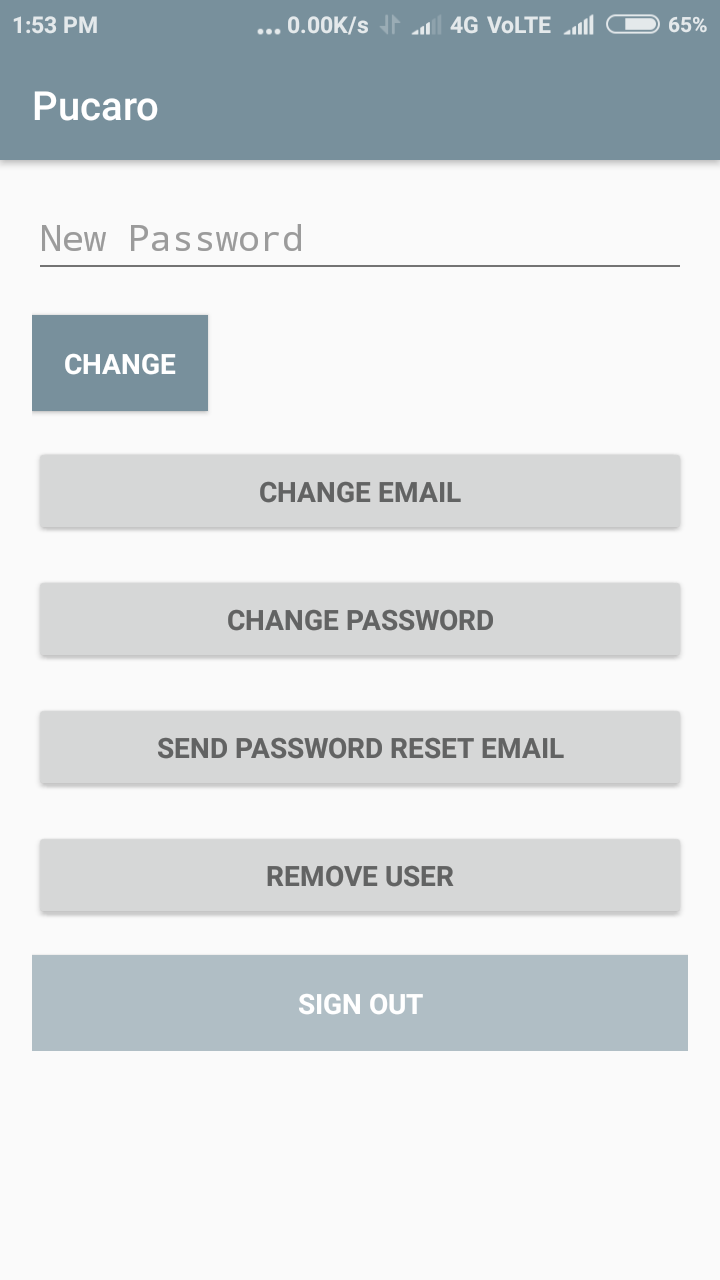 1:53 PM ... 0.00K/s 4G VoLTE 65%
Pucaro
New Password
CHANGE
CHANGE EMAIL
CHANGE PASSWORD
SEND PASSWORD RESET EMAIL
REMOVE USER
SIGN OUT